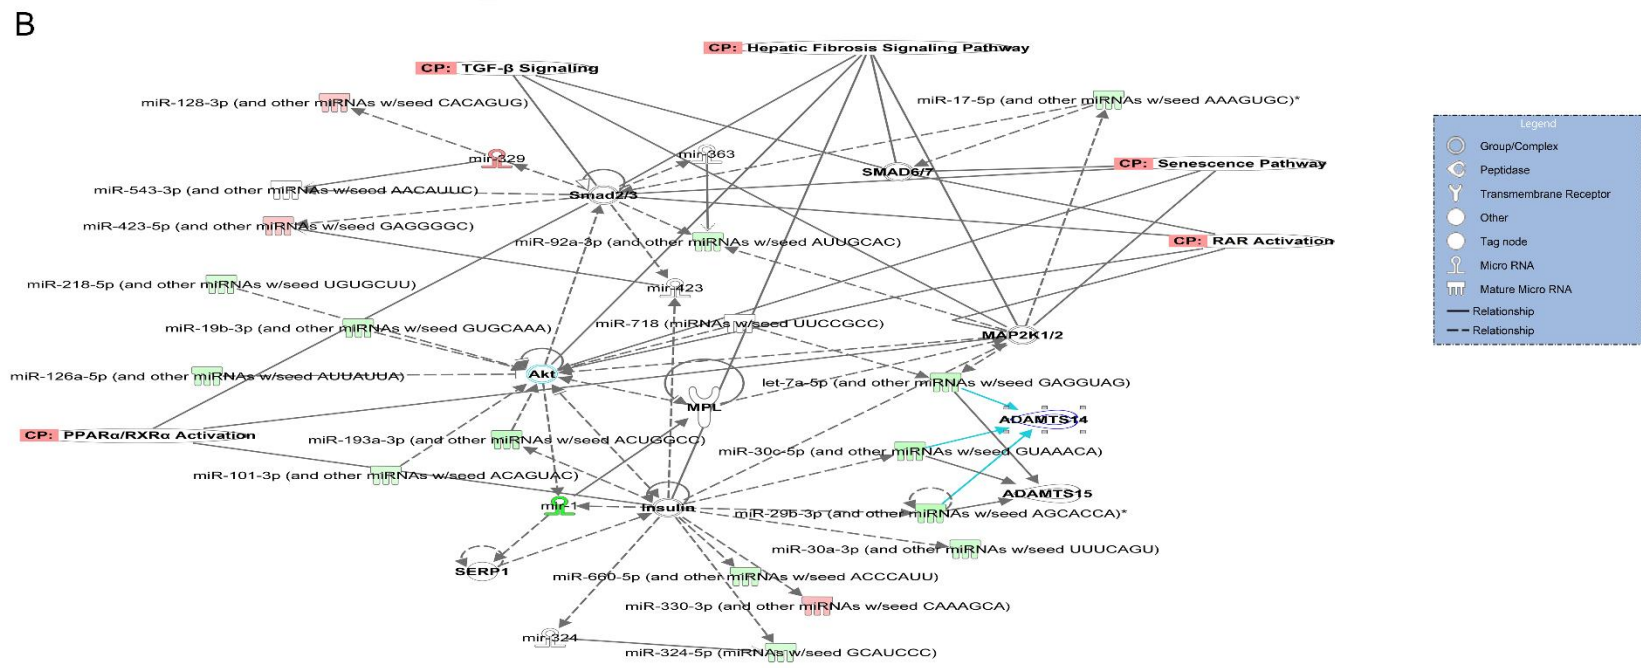 B
CP: Hepatic Fibrosis Signaling Pathway
CP: TGF-β Signaling
miR-128-3p (and other miRNAs w/seed CACAGUG)
miR-17-5p (and other miRNAs w/seed AAAGUGC)*
mir-329
mir-363
CP: Senescence Pathway
SMAD6/7
miR-543-3p (and other miRNAs w/seed AACAUUC)
Smad2/3
miR-423-5p (and other miRNAs w/seed GAGGGGC)
miR-92a-3p (and other miRNAs w/seed AUUGCAC)
CP: RAR Activation
miR-218-5p (and other miRNAs w/seed UGUGCUU)
mir-423
miR-19b-3p (and other miRNAs w/seed GUGCAAA)
miR-718 (miRNAs w/seed UUCCGCC)
MAP2K1/2
miR-126a-5p (and other miRNAs w/seed AUUAUUA)
Akt
let-7a-5p (and other miRNAs w/seed GAGGUAG)
MPL
ADAMTS14
CP: PPARα/RXRα Activation
miR-193a-3p (and other miRNAs w/seed ACUGGCC)
miR-30c-5p (and other miRNAs w/seed GUAAACA)
miR-101-3p (and other miRNAs w/seed ACAGUAC)
ADAMTS15
mir-1
Insulin
miR-29b-3p (and other miRNAs w/seed AGCACCA)*
miR-30a-3p (and other miRNAs w/seed UUUCAGU)
SERP1
miR-660-5p (and other miRNAs w/seed ACCCAUU)
miR-330-3p (and other miRNAs w/seed CAAAGCA)
mir-324
miR-324-5p (miRNAs w/seed GCAUCCC)
Legend
Group/Complex
Peptidase
Transmembrane Receptor
Other
Tag node
Micro RNA
Mature Micro RNA
Relationship
Relationship